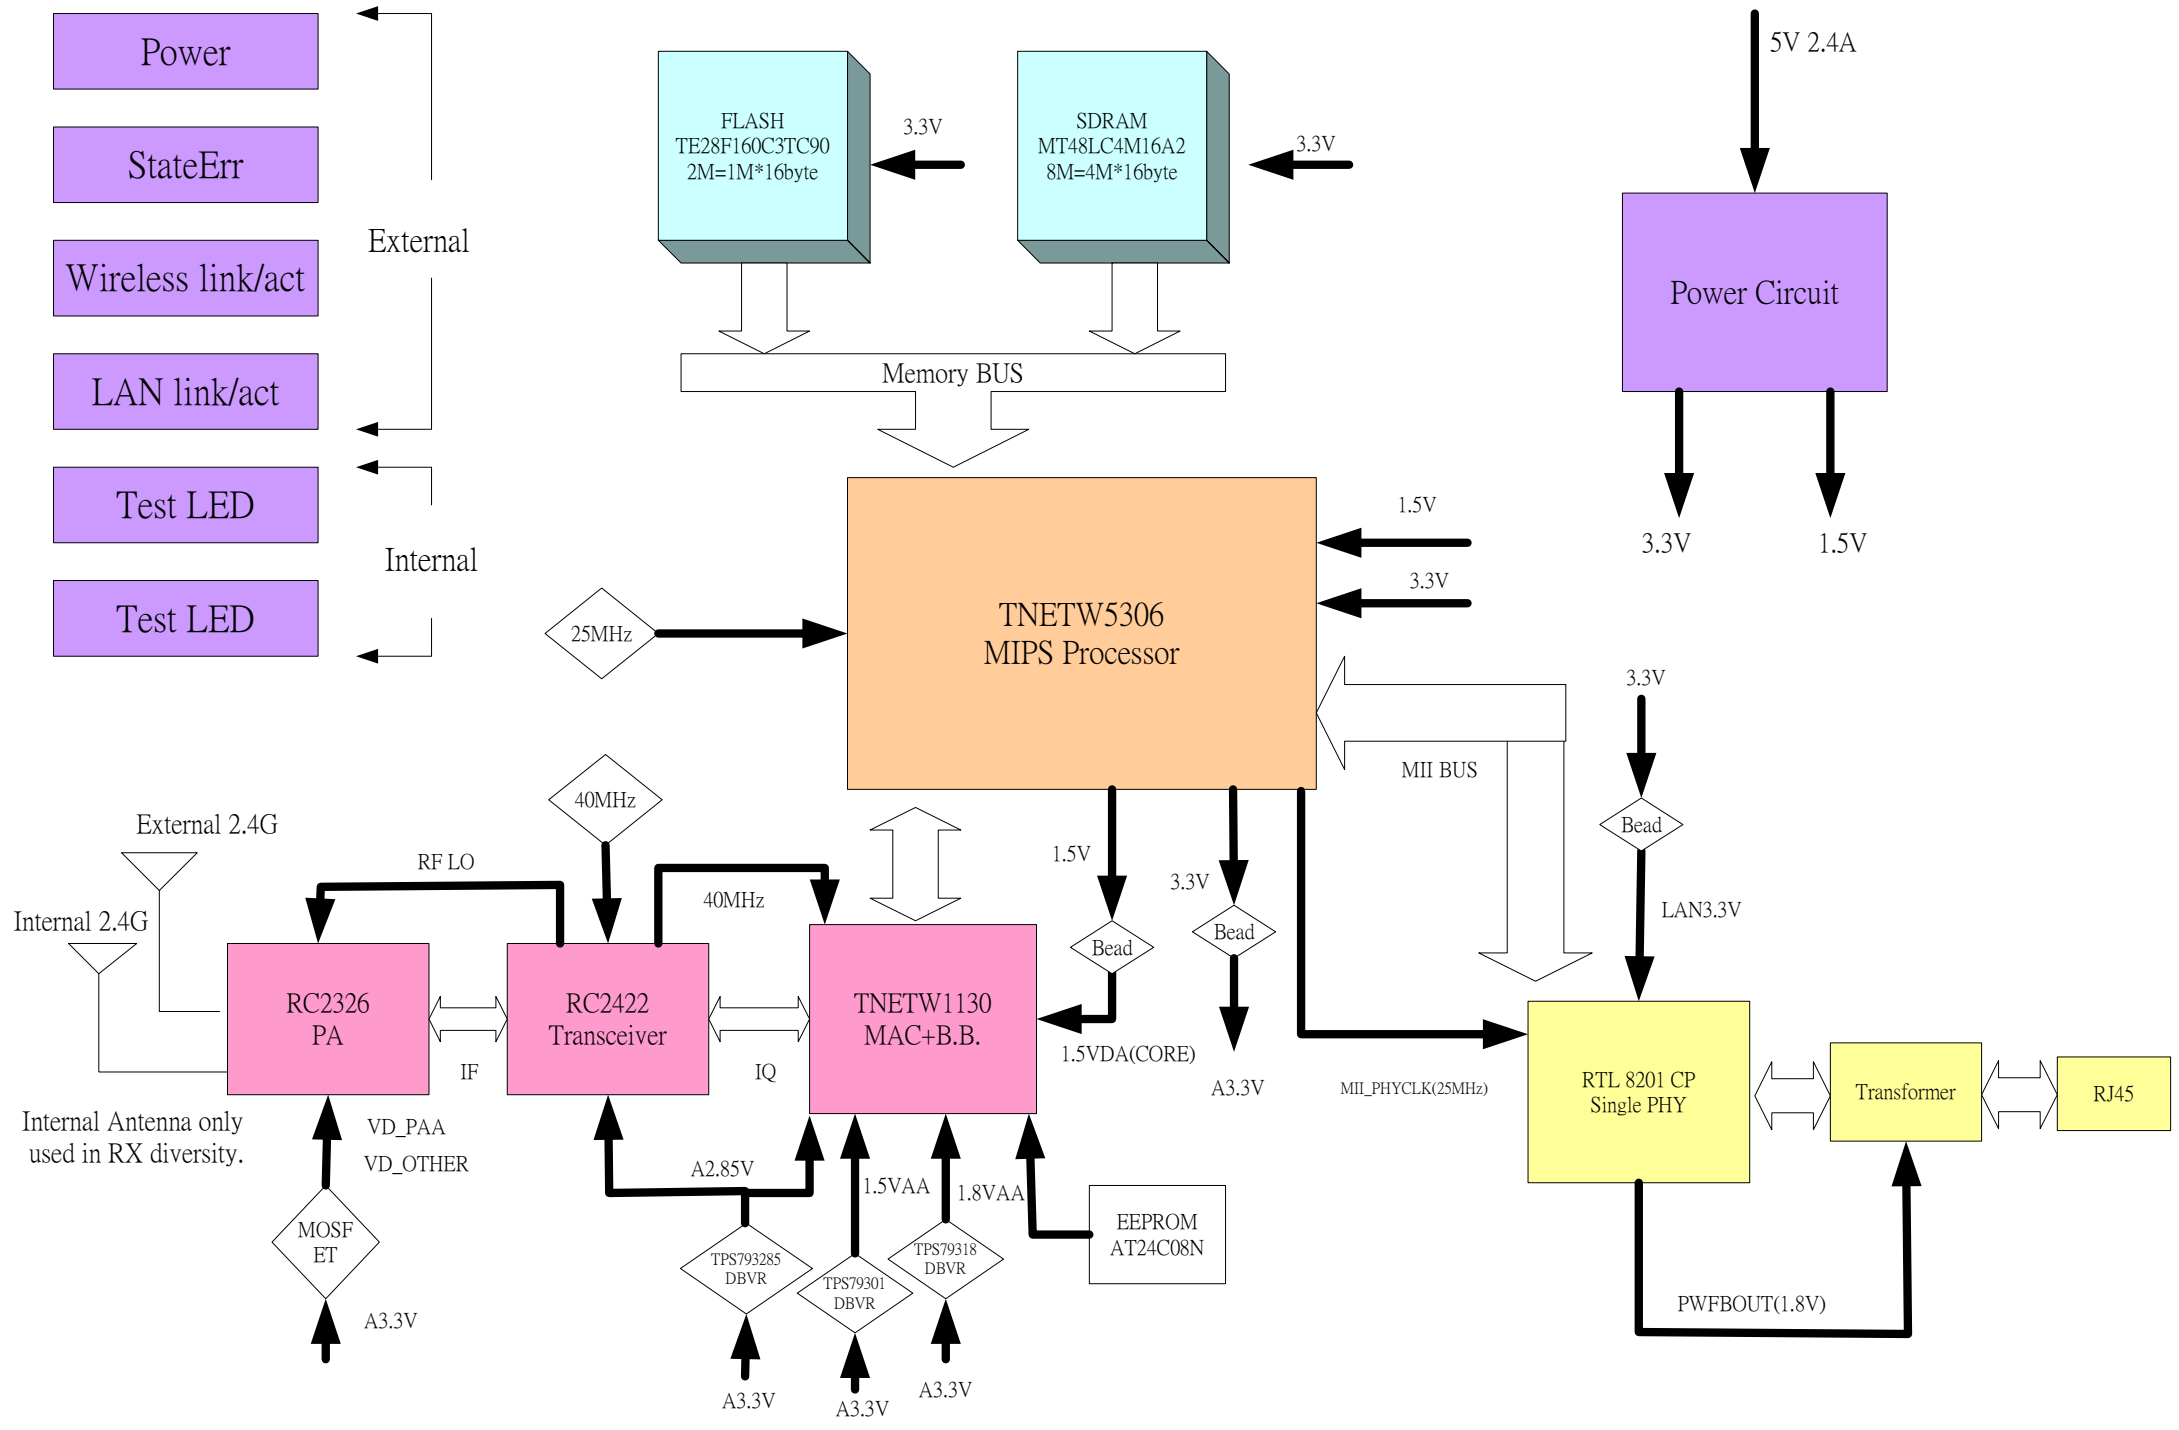 Power
StateErr
Wireless link/act
LAN link/act
Test LED
Test LED
External
Internal
FLASH
TE28F160C3TC90
2M=1M*16byte
3.3V
SDRAM
MT48LC4M16A2
8M=4M*16byte
3.3V
Memory BUS
5V 2.4A
Power Circuit
3.3V
1.5V
TNETW5306
MIPS Processor
1.5V
3.3V
25MHz
MII BUS
3.3V
Bead
LAN3.3V
40MHz
External 2.4G
Internal 2.4G
RF LO
40MHz
1.5V
Bead
3.3V
Bead
1.5VDA(CORE)
A3.3V
MII_PHYCLK(25MHz)
RC2326
PA
IF
RC2422
Transceiver
IQ
TNETW1130
MAC+B.B.
RTL 8201 CP
Single PHY
Transformer
RJ45
Internal Antenna only
used in RX diversity.
VD_PAA
VD_OTHER
MOSF
ET
A3.3V
A2.85V
TPS793285
DBVR
A3.3V
1.5VAA
TPS79301
DBVR
A3.3V
1.8VAA
TPS79318
DBVR
A3.3V
EEPROM
AT24C08N
PWFBOUT(1.8V)